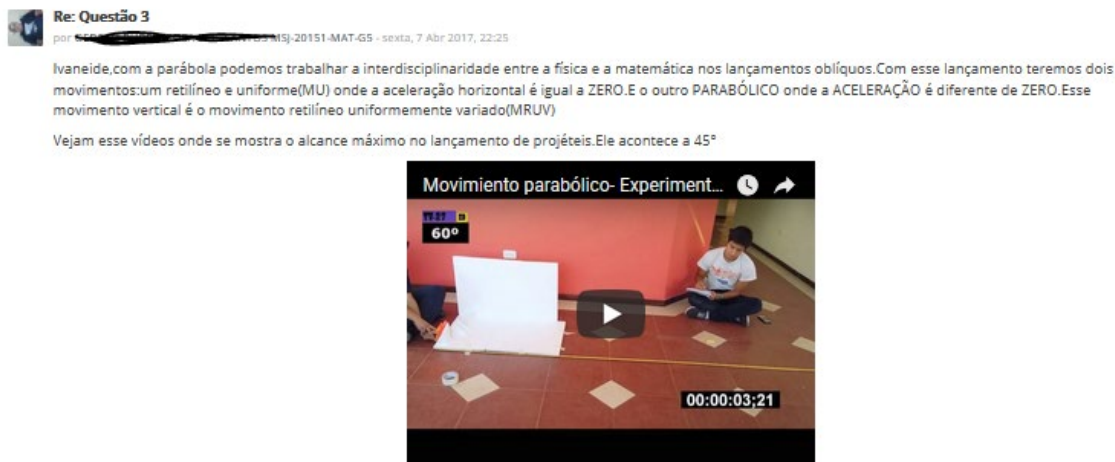 Re: Questão 3
por MSJ-20151-MAT-G5 - sexta, 7 Abr 2017, 22:25
Ivaneide,com a parábola podemos trabalhar a interdisciplinaridade entre a física e a matemática nos lançamentos oblíquos.Com esse lançamento teremos dois
movimentos:um retilíneo e uniforme(MU) onde a aceleração horizontal é igual a ZERO.E o outro PARABÓLICO onde a ACELERAÇÃO é diferente de ZERO.Esse
movimento vertical é o movimento retilíneo uniformemente variado(MRUV)
Vejam esse vídeos onde se mostra o alcance máximo no lançamento de projéteis.Ele acontece a 45°
Movimiento parabólico- Experiment...
60º
00:00:03;21